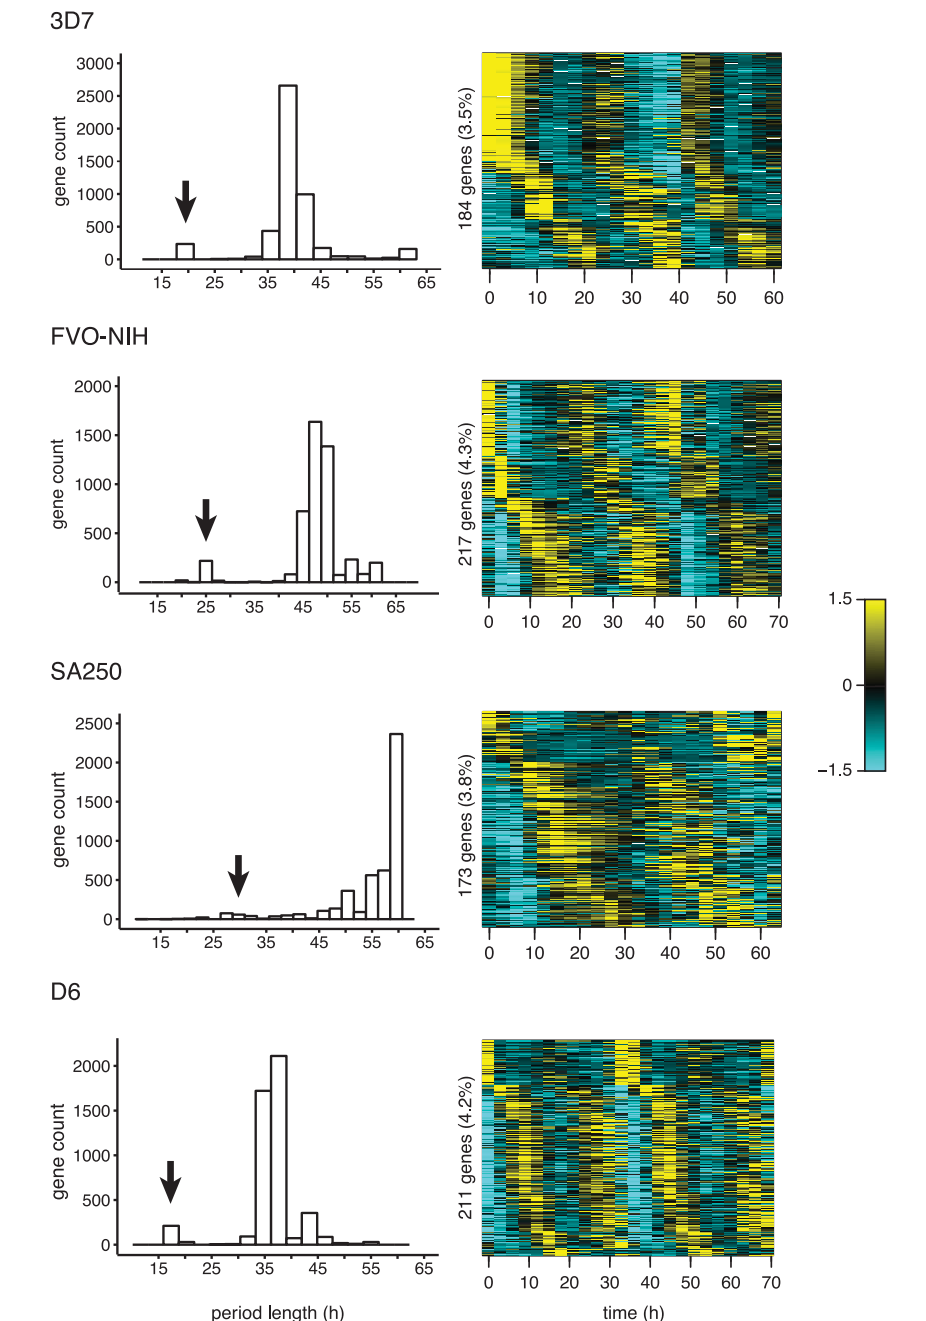 3D7
gene count
3000
2500
2000
1500
1000
500
0
15 25 35 45 55 65
184 genes (3.5%)
0 10 20 30 40 50 60
FVO-NIH
gene count
2000
1500
1000
500
0
15 25 35 45 55 65
217 genes (4.3%)
0 10 20 30 40 50 60 70
1.5
0
−1.5
SA250
gene count
2500
2000
1500
1000
500
0
15 25 35 45 55 65
173 genes (3.8%)
0 10 20 30 40 50 60
D6
gene count
2000
1500
1000
500
0
15 25 35 45 55 65
period length (h)
211 genes (4.2%)
0 10 20 30 40 50 60 70
time (h)